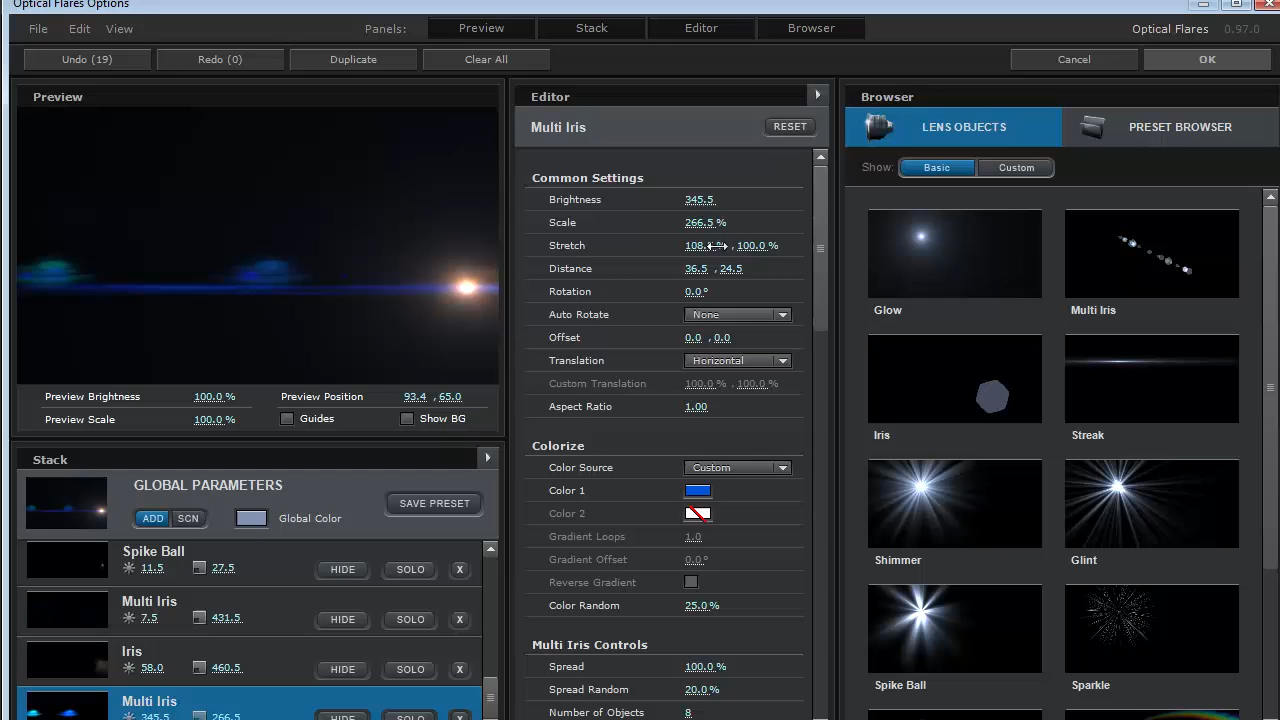 Optical Flares Options
File Edit View Panels: Preview Stack Editor Browser Optical Flares 0.97.0
Undo (19) Redo (0) Duplicate Clear All Cancel OK
Preview
Preview Brightness 100.0 % Preview Position 93.4 , 65.0
Preview Scale 100.0 % Guides Show BG
Stack
GLOBAL PARAMETERS
ADD SCN Global Color SAVE PRESET
Spike Ball
11.5 27.5 HIDE SOLO X
Multi Iris
7.5 431.5 HIDE SOLO X
Iris
58.0 460.5 HIDE SOLO X
Multi Iris
345.5 266.5 HIDE SOLO X
Editor
Multi Iris RESET
Common Settings
Brightness 345.5
Scale 266.5 %
Stretch 108. % , 100.0 %
Distance 36.5 , 24.5
Rotation 0.0°
Auto Rotate None
Offset 0.0 , 0.0
Translation Horizontal
Custom Translation 100.0 % , 100.0 %
Aspect Ratio 1.00
Colorize
Color Source Custom
Color 1
Color 2
Gradient Loops 1.0
Gradient Offset 0.0°
Reverse Gradient
Color Random 25.0 %
Multi Iris Controls
Spread 100.0 %
Spread Random 20.0 %
Number of Objects 8
Browser
LENS OBJECTS PRESET BROWSER
Show: Basic Custom
Glow Multi Iris
Iris Streak
Shimmer Glint
Spike Ball Sparkle